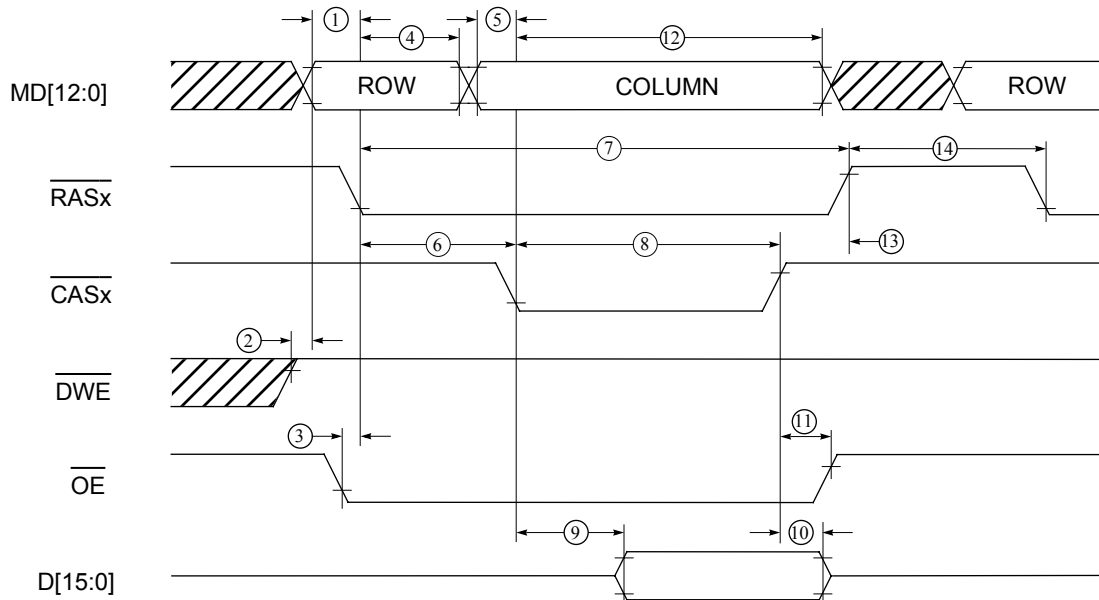 ① ⑤
④ ⑫
MD[12:0] ROW COLUMN ROW
⑦ ⑭
RASx
⑥ ⑧ ⑬
CASx
②
DWE
③ ⑪
OE
⑨ ⑩
D[15:0]